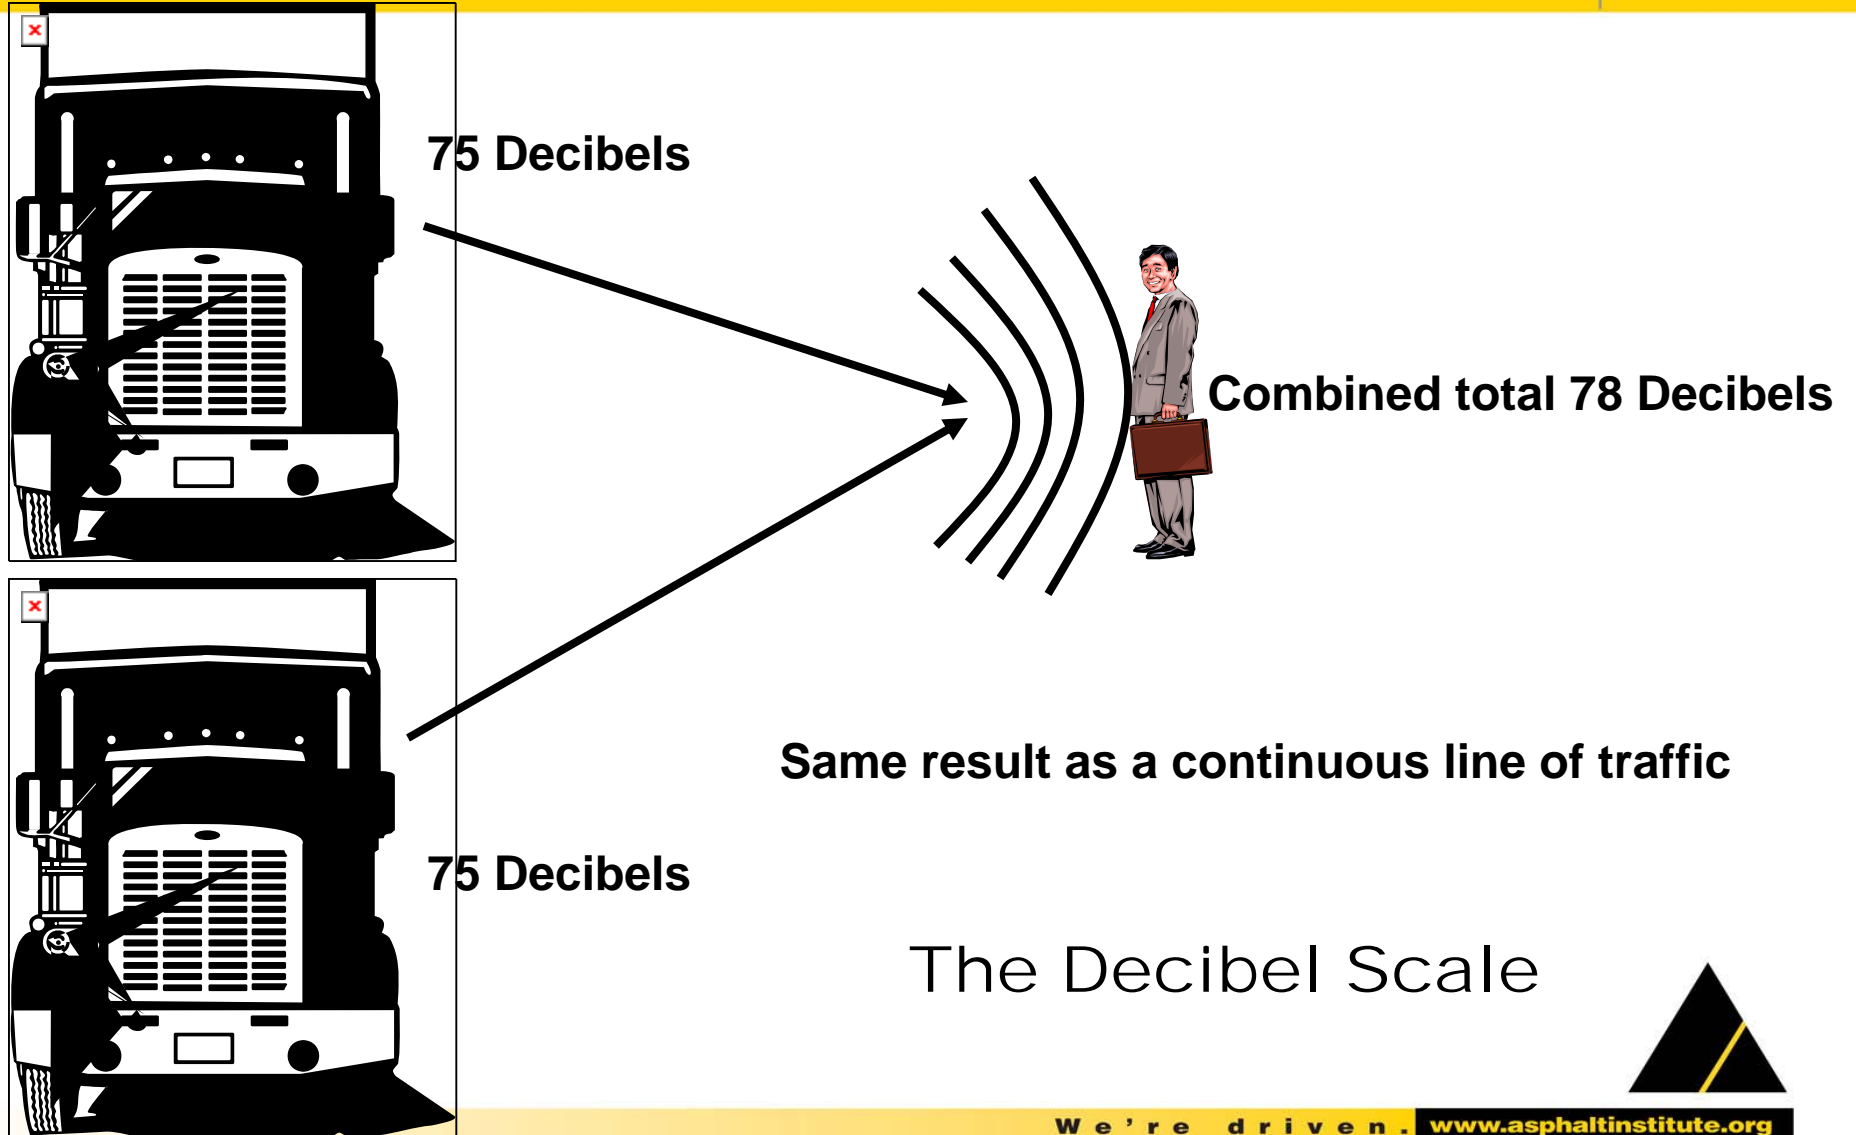 75 Decibels
Combined total 78 Decibels
Same result as a continuous line of traffic
75 Decibels
The Decibel Scale
We're driven.
www.asphaltinstitute.org